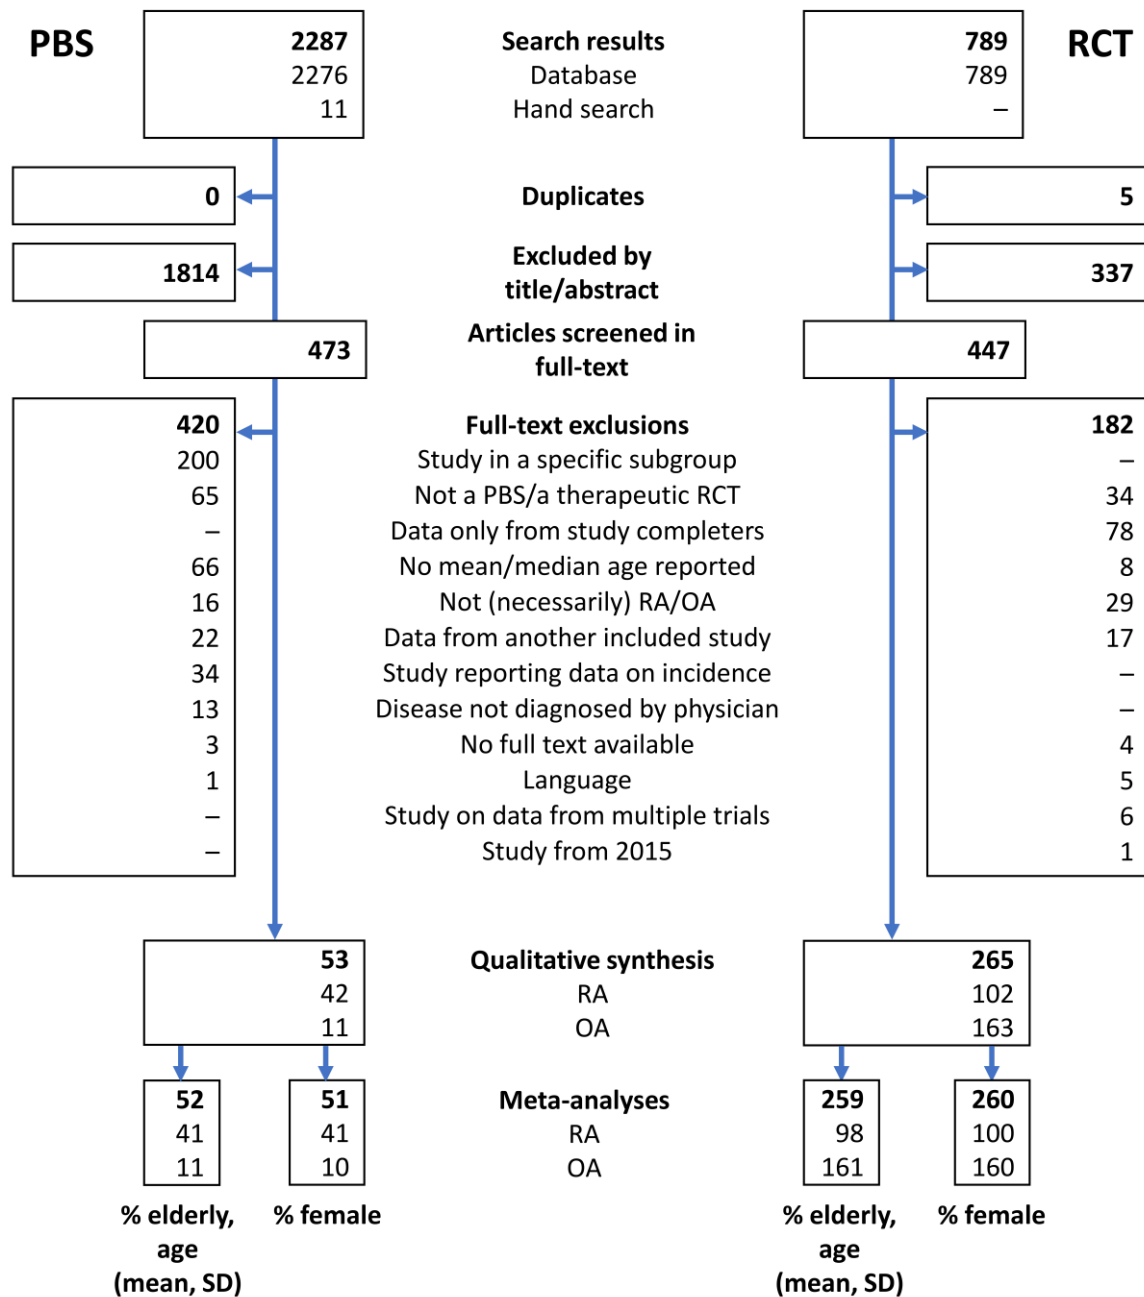 PBS 2287 Search results 789 RCT
2276 Database 789
11 Hand search –
0 Duplicates 5
1814 Excluded by title/abstract 337
473 Articles screened in full-text 447
420 Full-text exclusions 182
200 Study in a specific subgroup –
65 Not a PBS/a therapeutic RCT 34
– Data only from study completers 78
66 No mean/median age reported 8
16 Not (necessarily) RA/OA 29
22 Data from another included study 17
34 Study reporting data on incidence –
13 Disease not diagnosed by physician –
3 No full text available 4
1 Language 5
– Study on data from multiple trials 6
– Study from 2015 1
53 Qualitative synthesis 265
42 RA 102
11 OA 163
52 51 Meta-analyses 259 260
41 41 RA 98 100
11 10 OA 161 160
% elderly, % female % elderly, % female
age age
(mean, SD) (mean, SD)